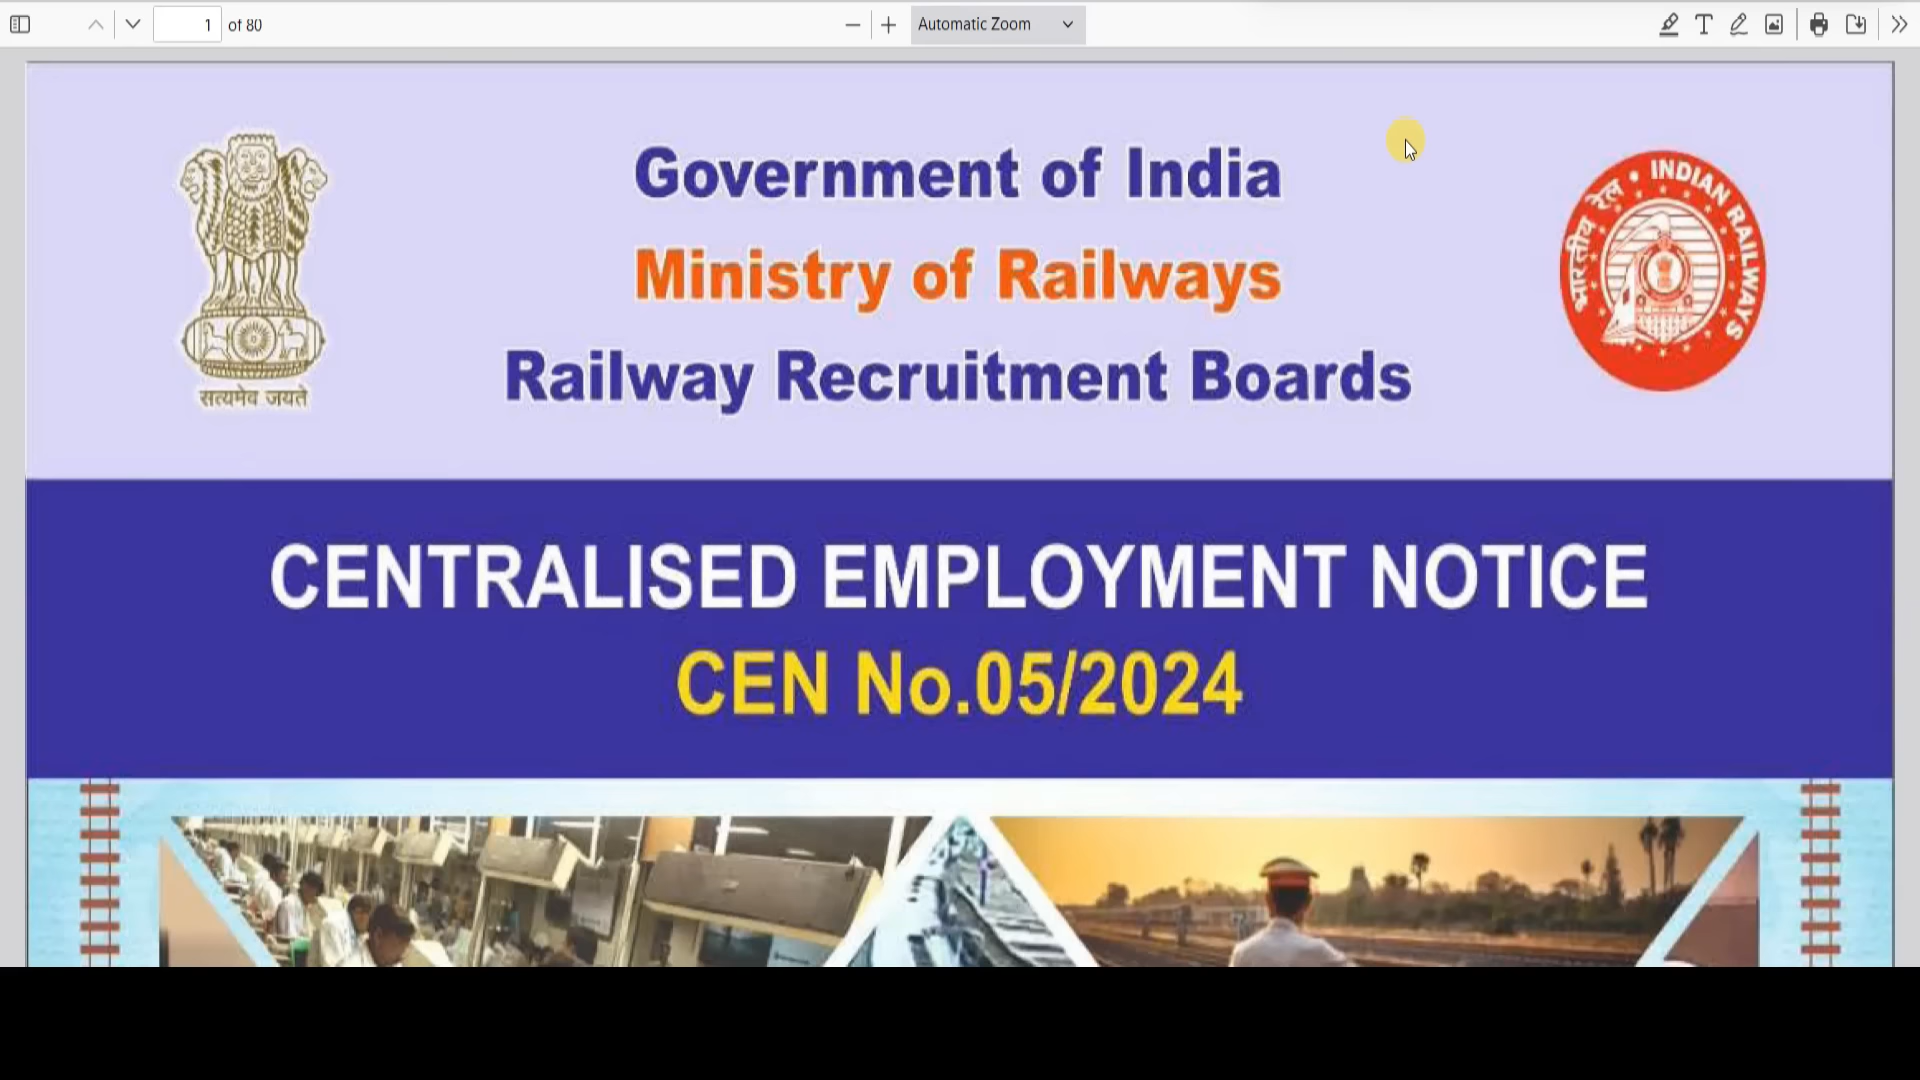 1 of 80
Automatic Zoom
Government of India
Ministry of Railways
Railway Recruitment Boards
सत्यमेव जयते
भारतीय रेल • INDIAN RAILWAYS
CENTRALISED EMPLOYMENT NOTICE
CEN No.05/2024